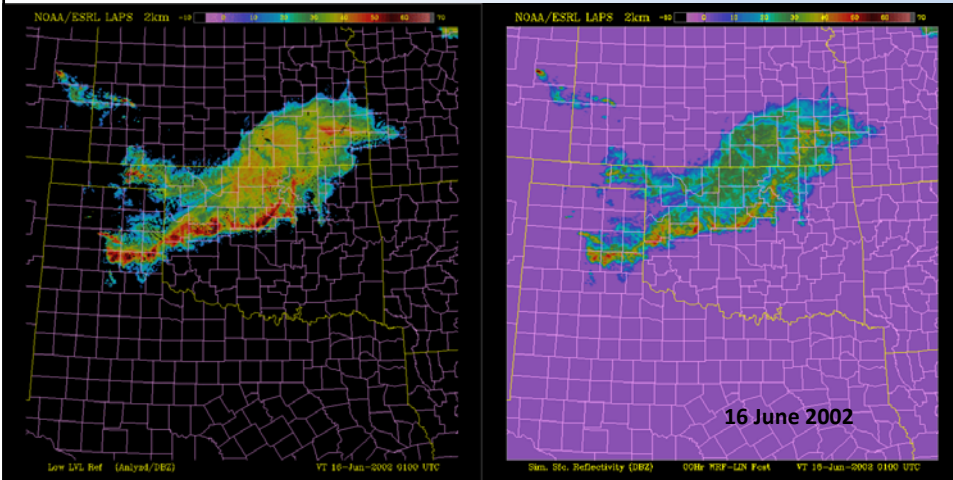 NOAA/ESRL LAPS 2km -10 0 10 20 30 40 50 60 70
NOAA/ESRL LAPS 2km -10 0 10 20 30 40 50 60 70
16 June 2002
Low LVL Ref (Analyzd/DBZ) VT 16-Jun-2002 0100 UTC
Sim. Sfc. Reflectivity (DBZ) 00Hr WRF-LIN Fcst VT 16-Jun-2002 0100 UTC